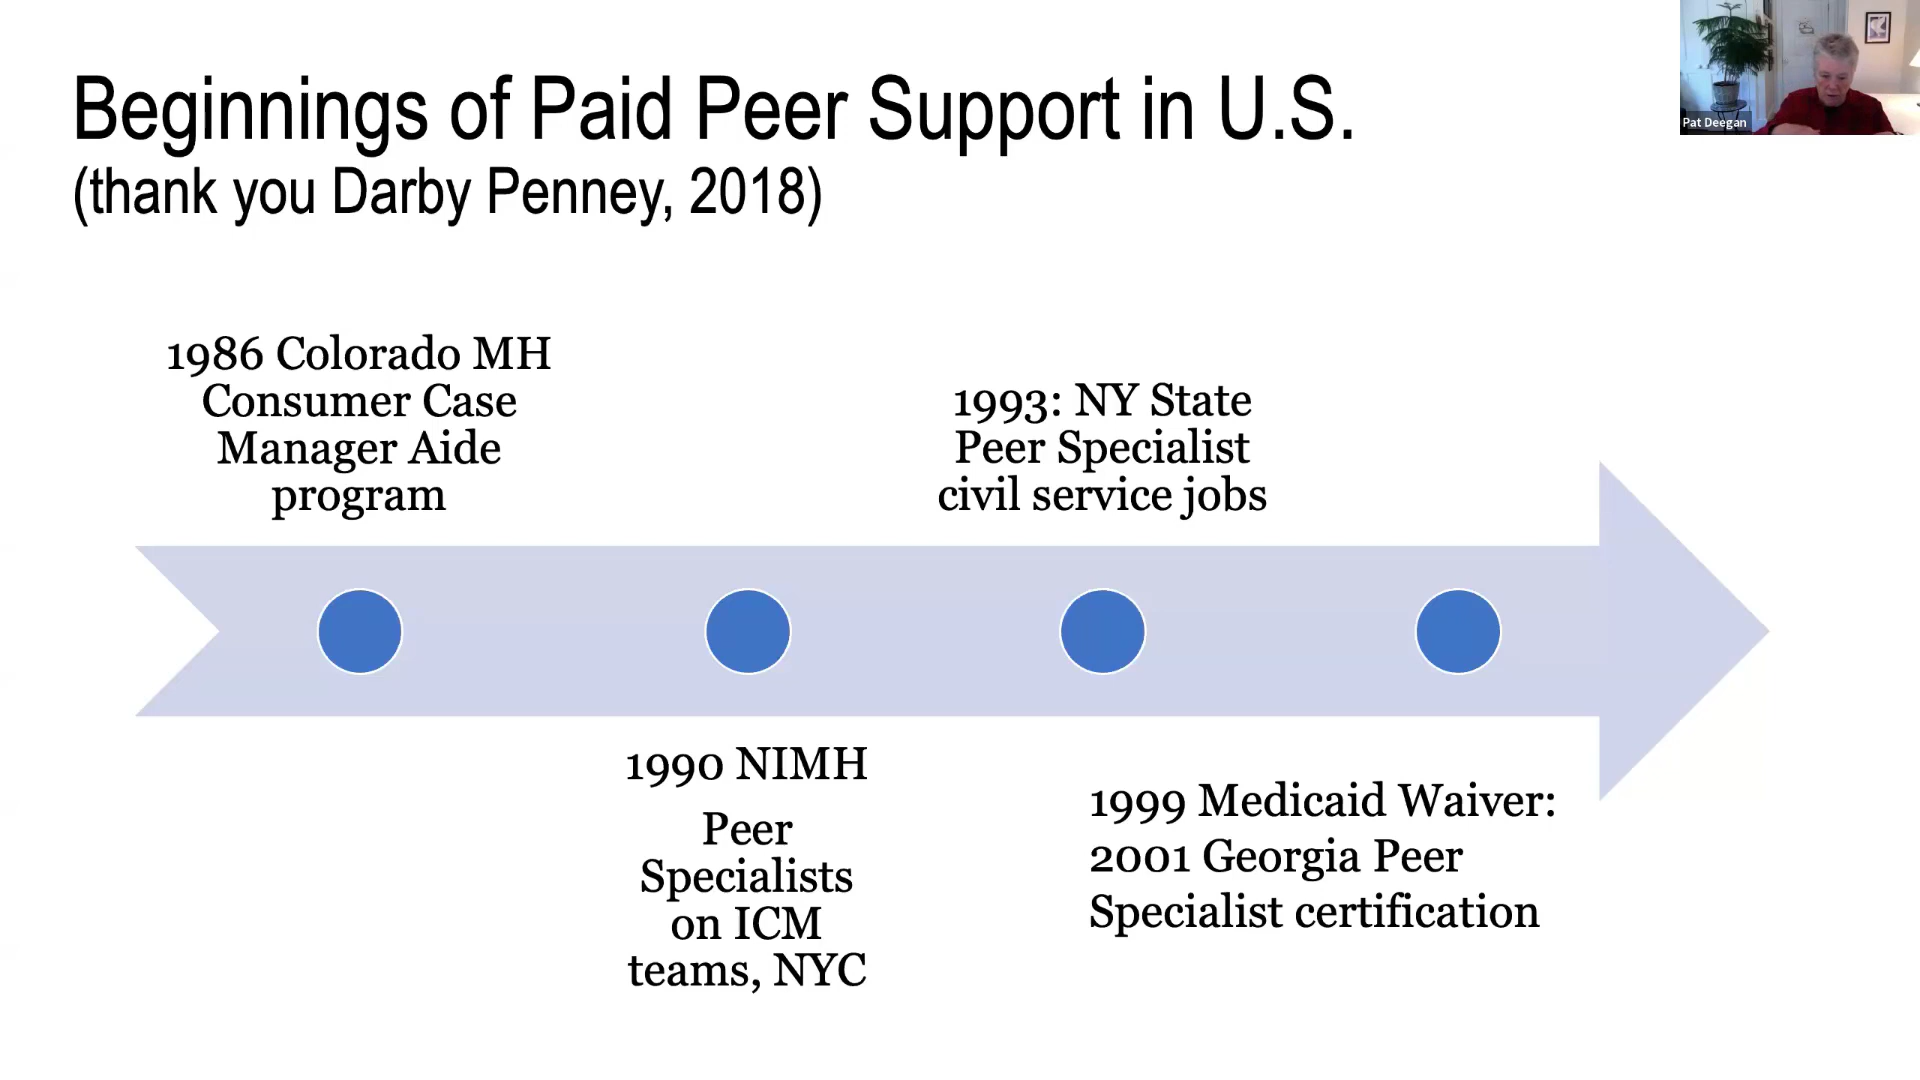 Beginnings of Paid Peer Support in U.S.
(thank you Darby Penney, 2018)
Pat Deegan
1986 Colorado MH
Consumer Case
Manager Aide
program
1990 NIMH
Peer
Specialists
on ICM
teams, NYC
1993: NY State
Peer Specialist
civil service jobs
1999 Medicaid Waiver:
2001 Georgia Peer
Specialist certification